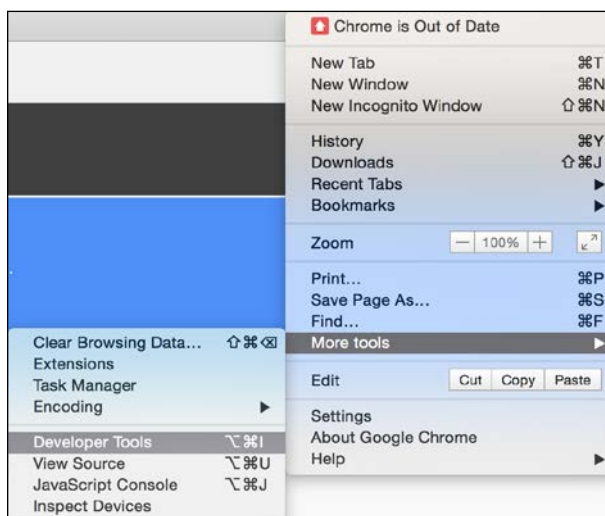 Chrome is Out of Date
New Tab ⌘T
New Window ⌘N
New Incognito Window ⇧⌘N
History ⌘Y
Downloads ⇧⌘J
Recent Tabs ▶
Bookmarks ▶
Zoom − 100% +
Print... ⌘P
Save Page As... ⌘S
Find... ⌘F
More tools ▶
Edit Cut Copy Paste
Settings
About Google Chrome
Help ▶
Clear Browsing Data... ⇧⌘⌫
Extensions
Task Manager
Encoding ▶
Developer Tools ⌥⌘I
View Source ⌥⌘U
JavaScript Console ⌥⌘J
Inspect Devices